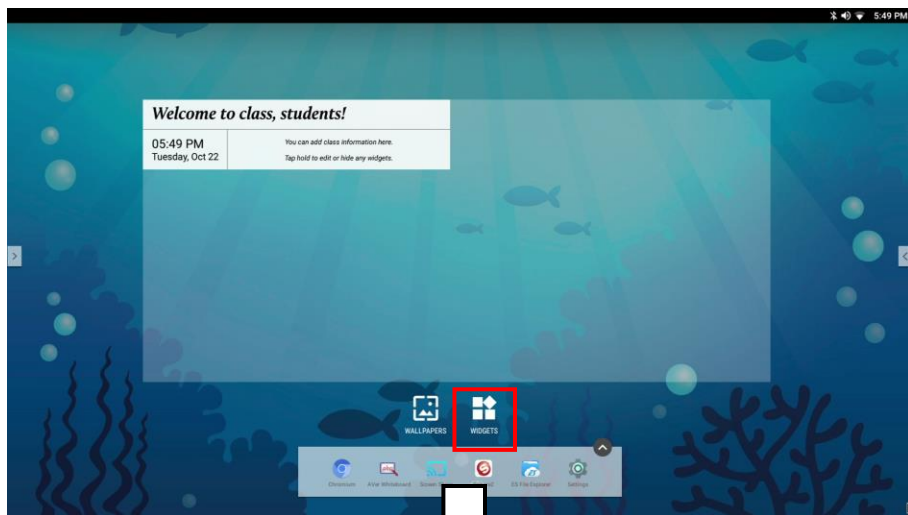 5:49 PM
Welcome to class, students!
05:49 PM
Tuesday, Oct 22
You can add class information here.
Tap hold to edit or hide any widgets.
WALLPAPERS
WIDGETS
Chromium
AVer Whiteboard
Screen
ES File Explorer
Settings